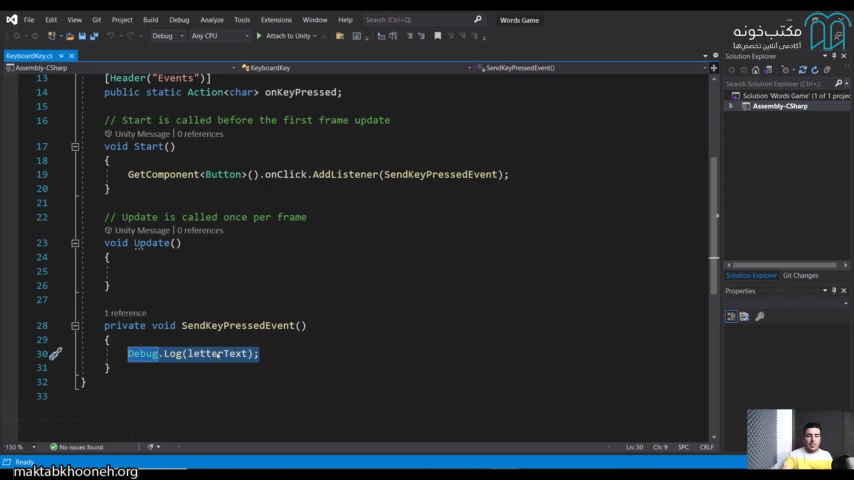 File Edit View Git Project Build Debug Analyze Tools Extensions Window Help Search (Ctrl+Q) Words Game
Debug Any CPU Attach to Unity
مکتب‌خونه
آکادمی آنلاین تخصص‌ها
KeyboardKey.cs
Solution Explorer
Assembly-CSharp KeyboardKey SendKeyPressedEvent()
Search Solution Explorer (Ctrl+;)
Solution 'Words Game' (1 of 1 project)
Assembly-CSharp
13 [Header("Events")]
14 public static Action<char> onKeyPressed;
15
16 // Start is called before the first frame update
Unity Message | 0 references
17 void Start()
18 {
19 GetComponent<Button>().onClick.AddListener(SendKeyPressedEvent);
20 }
21
22 // Update is called once per frame
Unity Message | 0 references
23 void Update()
24 {
25
26 }
27
1 reference
28 private void SendKeyPressedEvent()
29 {
30 Debug.Log(letterText);
31 }
32 }
33
Solution Explorer Git Changes
Properties
150 % No issues found Ln: 30 Ch: 9 SPC CRLF
Ready
maktabkhooneh.org